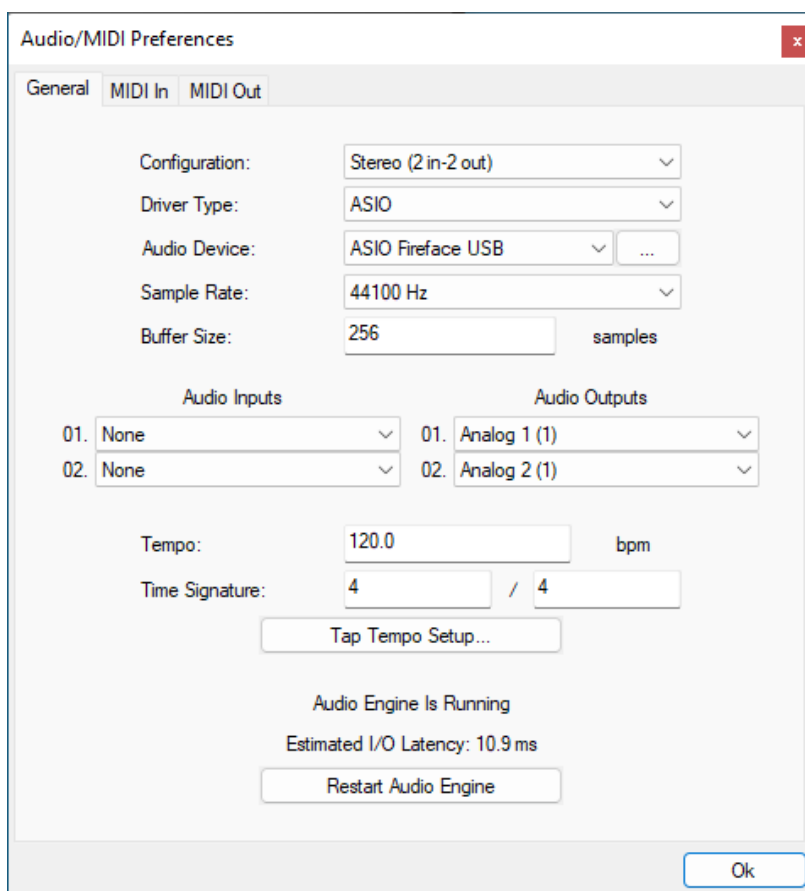 Audio/MIDI Preferences
x
General MIDI In MIDI Out
Configuration: Stereo (2 in-2 out)
Driver Type: ASIO
Audio Device: ASIO Fireface USB ...
Sample Rate: 44100 Hz
Buffer Size: 256 samples
Audio Inputs Audio Outputs
01. None 01. Analog 1 (1)
02. None 02. Analog 2 (1)
Tempo: 120.0 bpm
Time Signature: 4 / 4
Tap Tempo Setup...
Audio Engine Is Running
Estimated I/O Latency: 10.9 ms
Restart Audio Engine
Ok